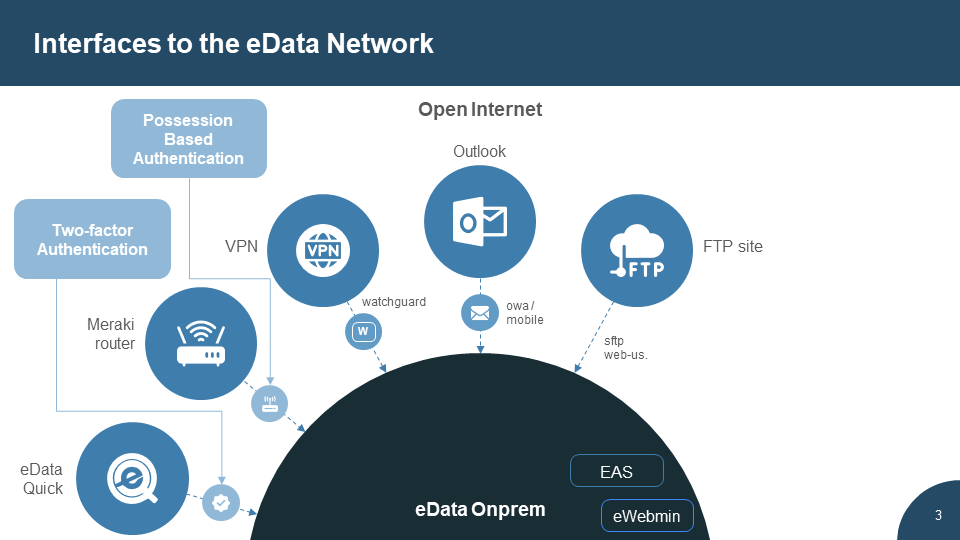 Interfaces to the eData Network
Open Internet
Possession
Based
Authentication
Outlook
Two-factor
Authentication
VPN
VPN
FTP
FTP site
watchguard
W
owa /
mobile
Meraki
router
sftp
web-us.
eData
Quick
EAS
eData Onprem
eWebmin
3